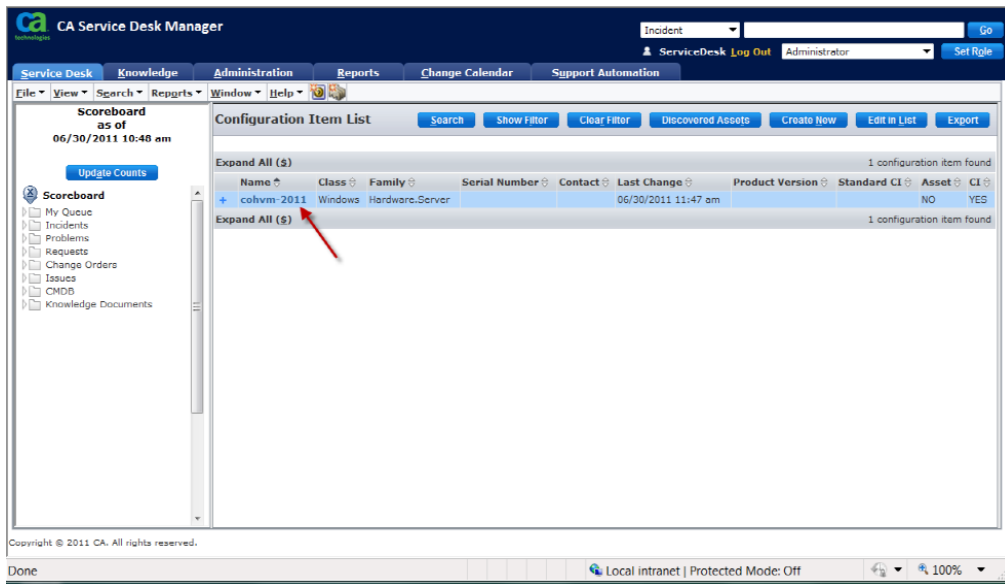 ca
technologies
CA Service Desk Manager
Incident
Go
ServiceDesk Log Out Administrator Set Role
Service Desk Knowledge Administration Reports Change Calendar Support Automation
File View Search Reports Window Help
Scoreboard
as of
06/30/2011 10:48 am
Update Counts
Scoreboard
My Queue
Incidents
Problems
Requests
Change Orders
Issues
CMDB
Knowledge Documents
Configuration Item List Search Show Filter Clear Filter Discovered Assets Create New Edit in List Export
Expand All ($) 1 configuration item found
Name Class Family Serial Number Contact Last Change Product Version Standard CI Asset CI
+ cohvm-2011 Windows Hardware.Server 06/30/2011 11:47 am NO YES
Expand All ($) 1 configuration item found
Copyright © 2011 CA. All rights reserved.
Done Local intranet | Protected Mode: Off 100%